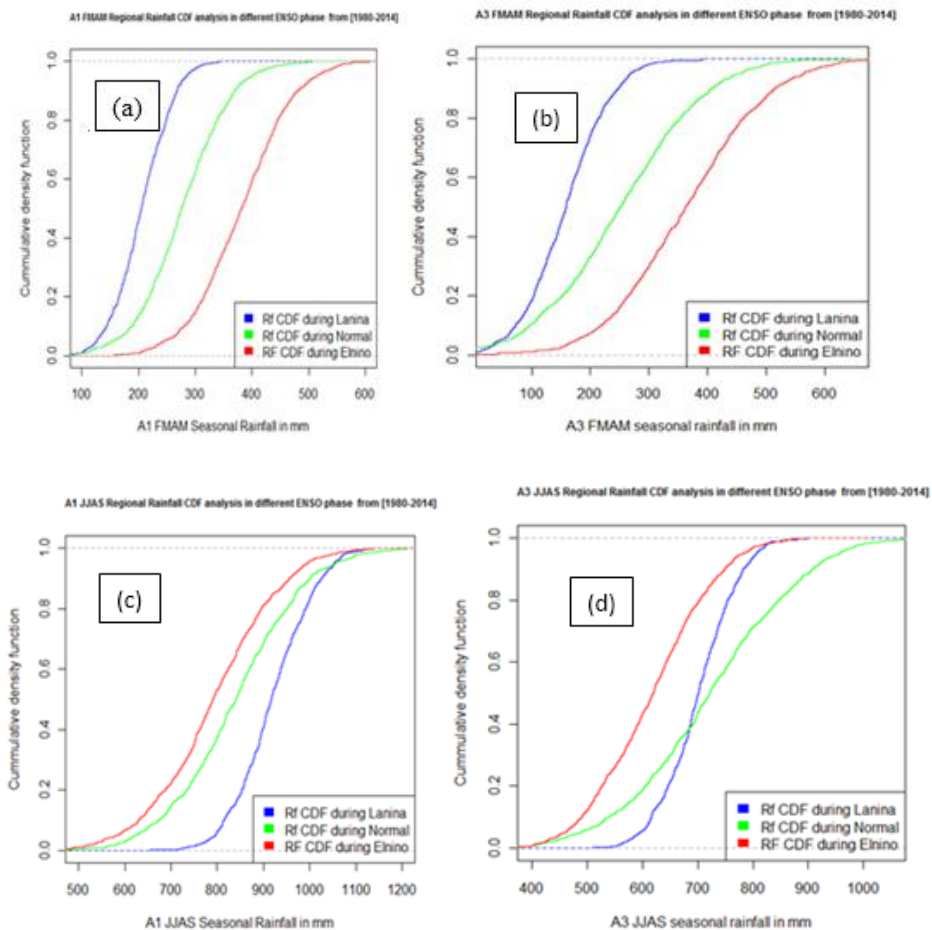 A1 FMAM Regional Rainfall CDF analysis in different ENSO phase from [1980-2014]
(a)
Cummulative density function
0.0 0.2 0.4 0.6 0.8 1.0
Rf CDF during Lanina
Rf CDF during Normal
RF CDF during Elnino
100 200 300 400 500 600
A1 FMAM Seasonal Rainfall in mm
A3 FMAM Regional Rainfall CDF analysis in different ENSO phase from [1980-2014]
(b)
Cummulative density function
0.0 0.2 0.4 0.6 0.8 1.0
Rf CDF during Lanina
Rf CDF during Normal
RF CDF during Elnino
100 200 300 400 500 600
A3 FMAM seasonal rainfall in mm
A1 JJAS Regional Rainfall CDF analysis in different ENSO phase from [1980-2014]
(c)
Cummulative density function
0.0 0.2 0.4 0.6 0.8 1.0
Rf CDF during Lanina
Rf CDF during Normal
RF CDF during Elnino
500 600 700 800 900 1000 1100 1200
A1 JJAS Seasonal Rainfall in mm
A3 JJAS Regional Rainfall CDF analysis in different ENSO phase from [1980-2014]
(d)
Cummulative density function
0.0 0.2 0.4 0.6 0.8 1.0
Rf CDF during Lanina
Rf CDF during Normal
RF CDF during Elnino
400 500 600 700 800 900 1000
A3 JJAS seasonal rainfall in mm